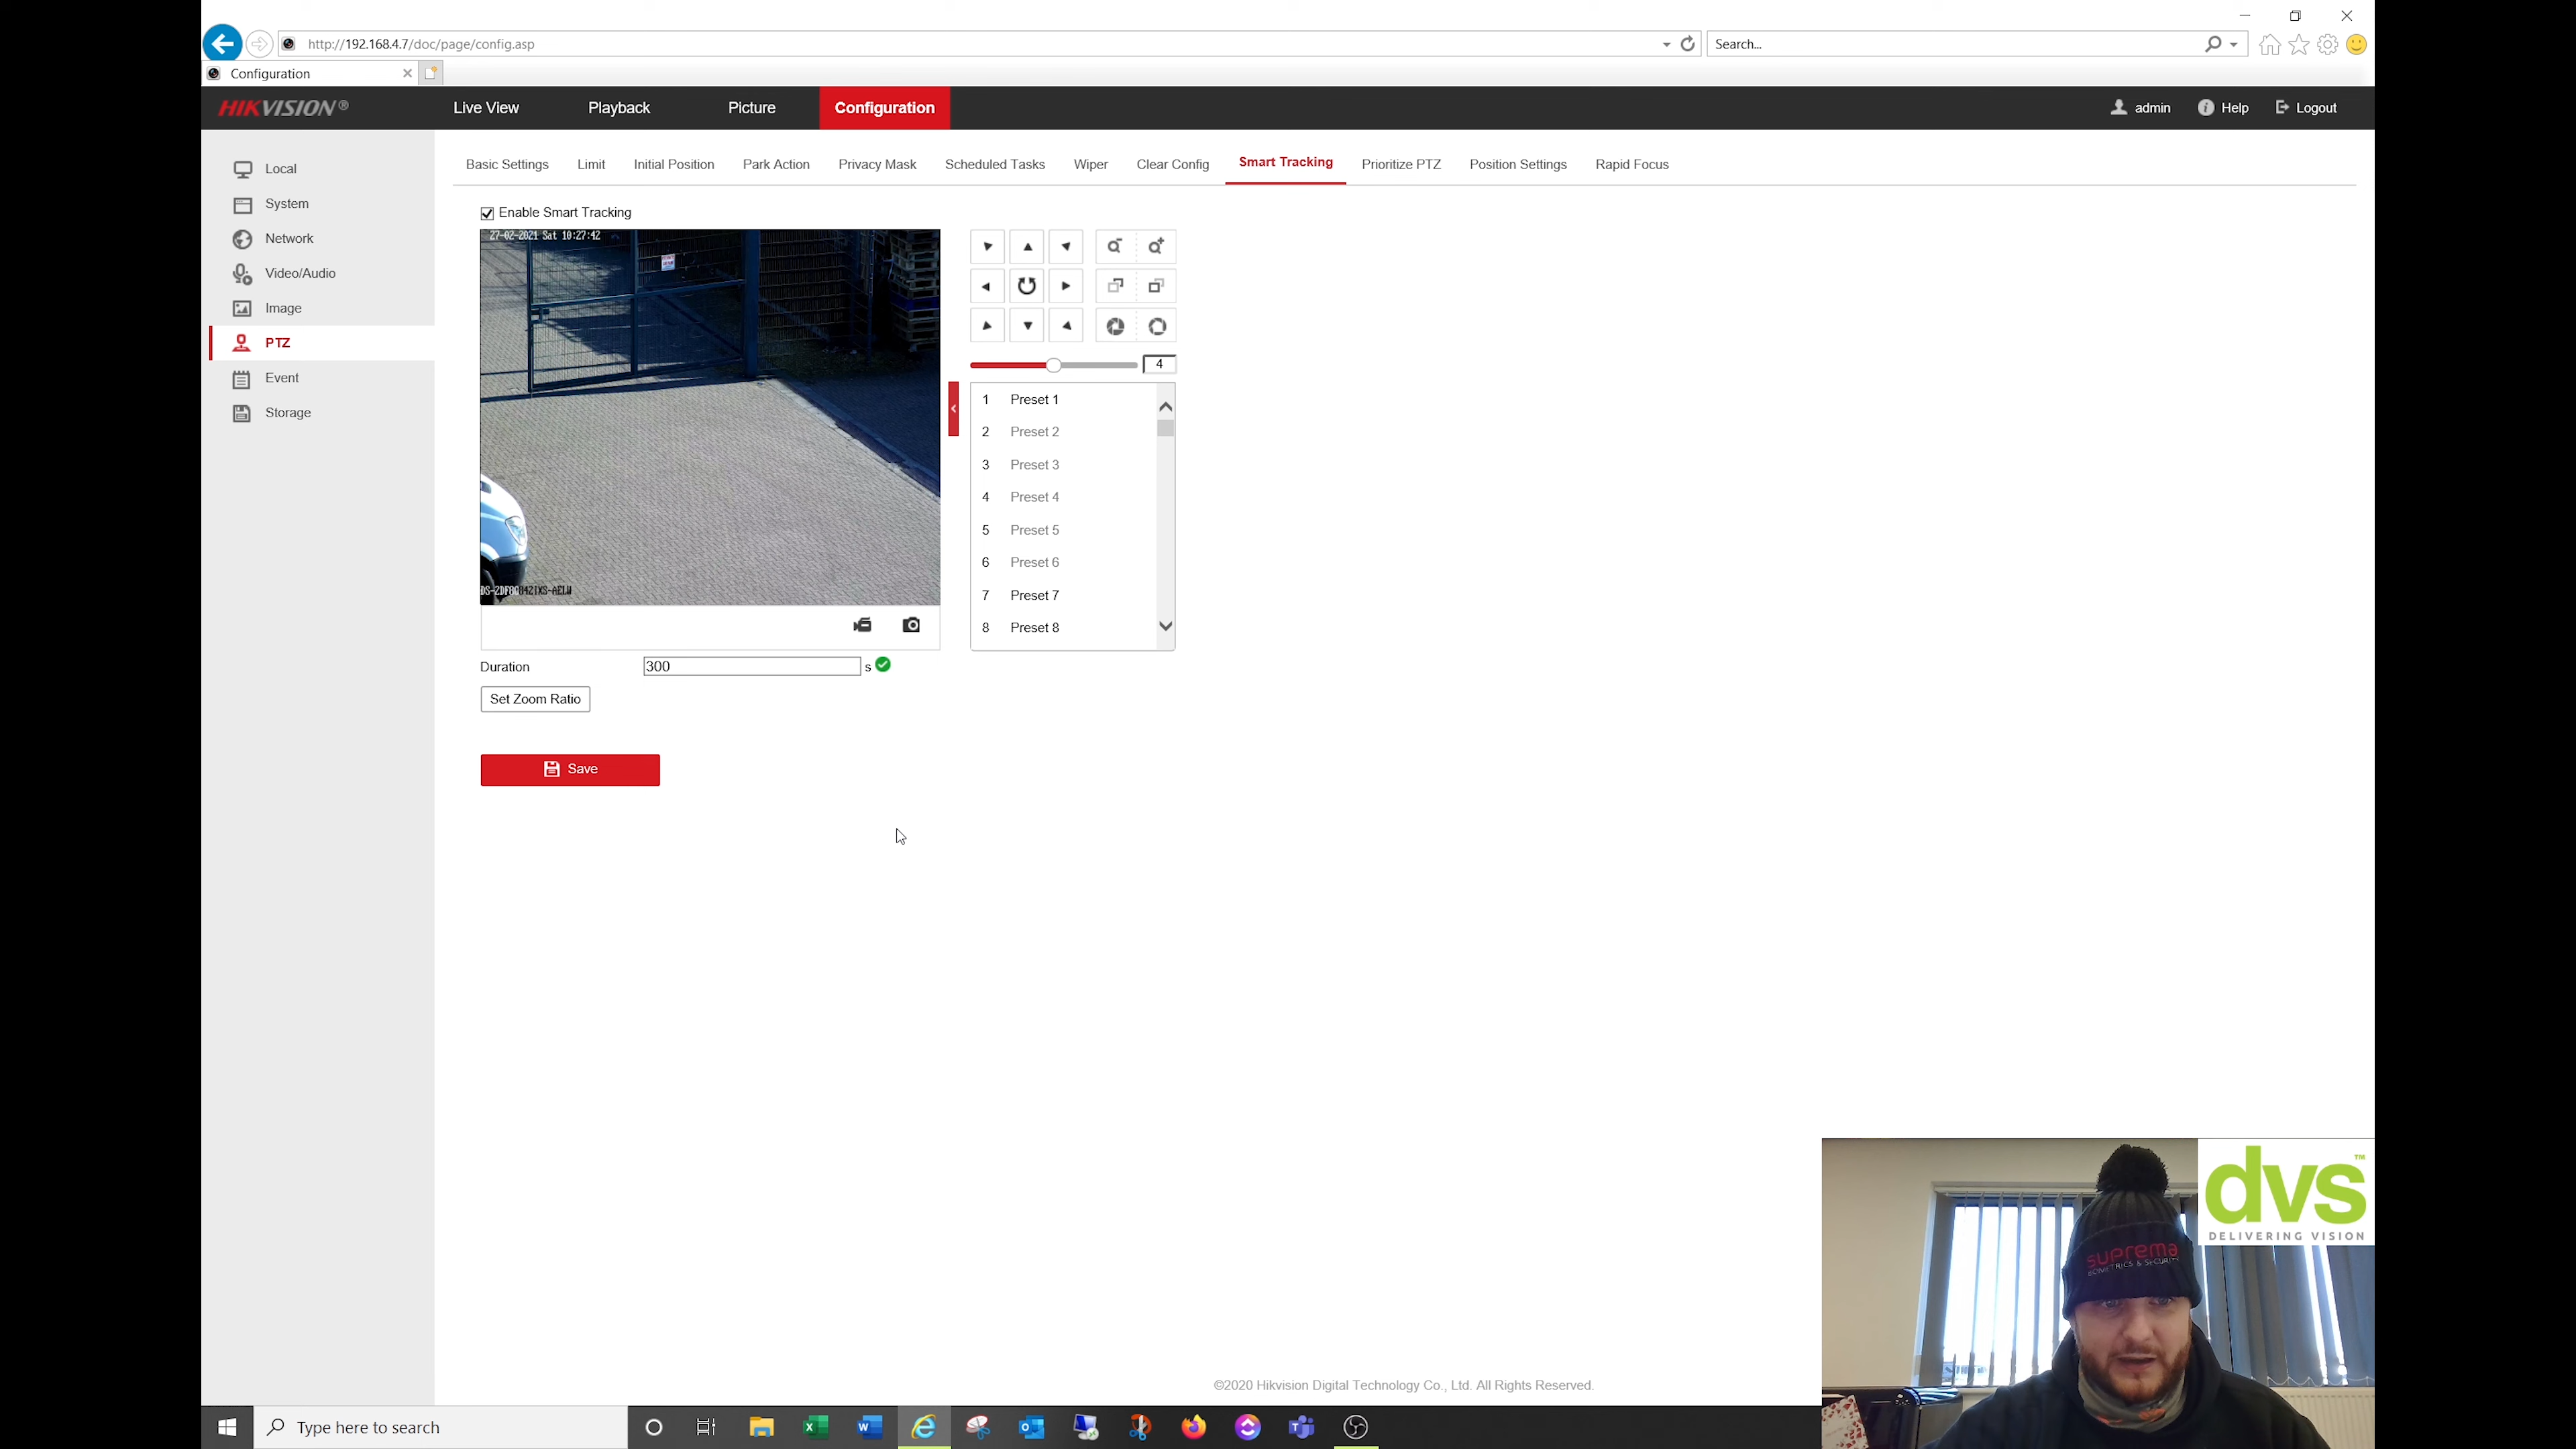 http://192.168.4.7/doc/page/config.asp
Search...
Configuration
HIKVISION®
Live View
Playback
Picture
Configuration
admin
Help
Logout
Local
System
Network
Video/Audio
Image
PTZ
Event
Storage
Basic Settings
Limit
Initial Position
Park Action
Privacy Mask
Scheduled Tasks
Wiper
Clear Config
Smart Tracking
Prioritize PTZ
Position Settings
Rapid Focus
Enable Smart Tracking
27-02-2021 Sat 10:27:42
4
1 Preset 1
2 Preset 2
3 Preset 3
4 Preset 4
5 Preset 5
6 Preset 6
7 Preset 7
8 Preset 8
Duration 300 s
Set Zoom Ratio
Save
dvs™
DELIVERING VISION
suprema
BIOMETRICS & SECURITY
©2020 Hikvision Digital Technology Co., Ltd. All Rights Reserved.
Type here to search